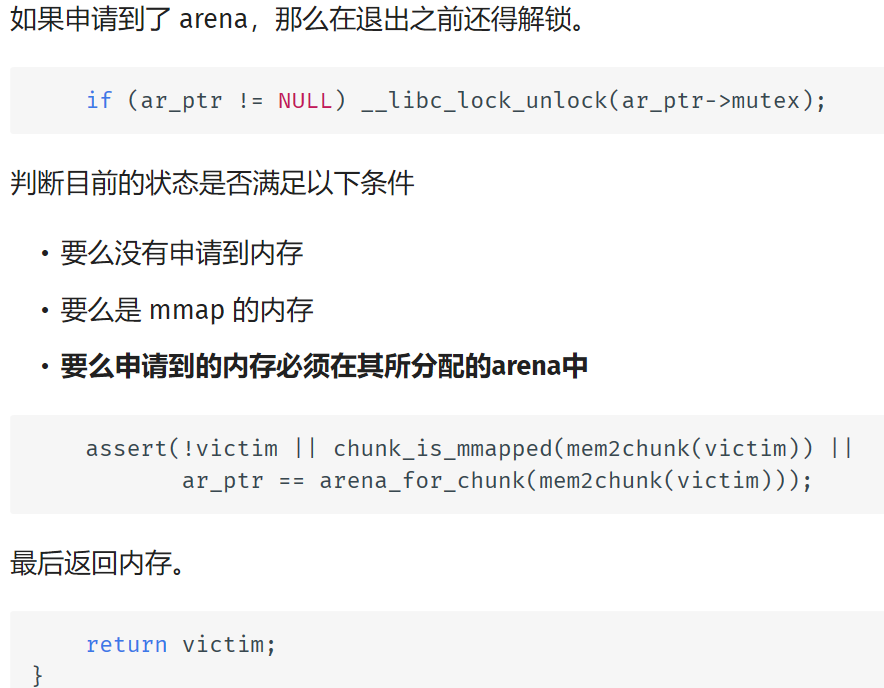 如果申请到了 arena，那么在退出之前还得解锁。
if (ar_ptr != NULL) __libc_lock_unlock(ar_ptr->mutex);
判断目前的状态是否满足以下条件
• 要么没有申请到内存
• 要么是 mmap 的内存
• 要么申请到的内存必须在其所分配的arena中
assert(!victim || chunk_is_mmapped(mem2chunk(victim)) ||
ar_ptr == arena_for_chunk(mem2chunk(victim)));
最后返回内存。
return victim;
}